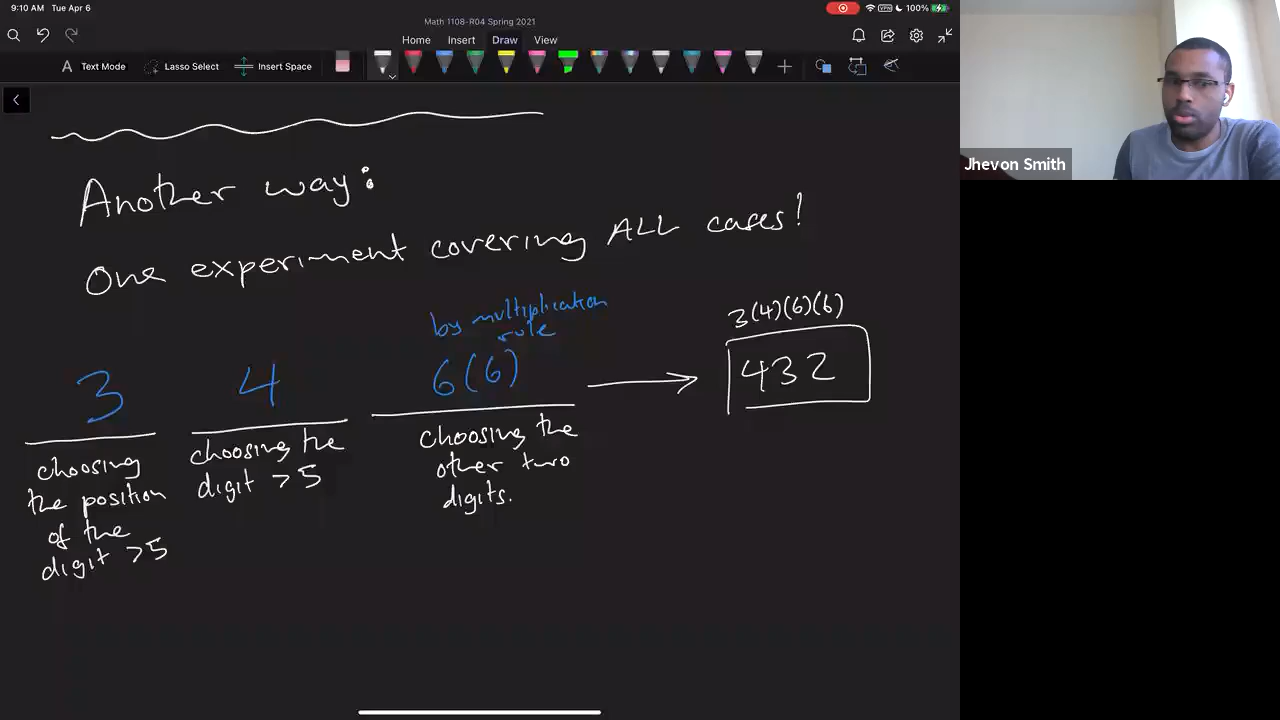 9:10 AM Tue Apr 6
VPN 100%
Math 1108-R04 Spring 2021
Home Insert Draw View
Text Mode Lasso Select Insert Space
Jhevon Smith
Another way:
One experiment covering ALL cases!
by multiplication
rule
3 4 6(6)
3(4)(6)(6)
432
choosing
the position
of the
digit >5
choosing the
digit >5
choosing the
other two
digits.